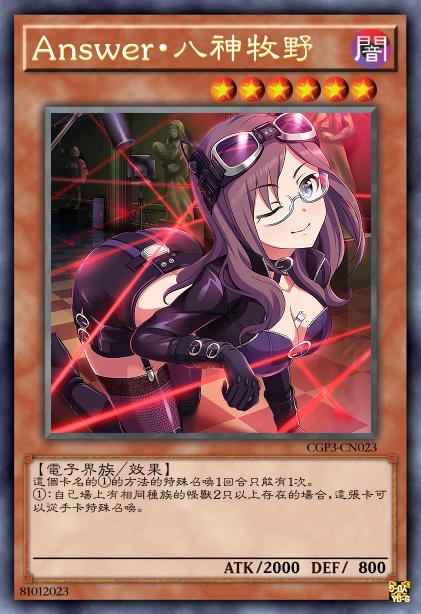 Answer・八神牧野
闇
CGP3-CN023
【電子界族/效果】
這個卡名的①的方法的特殊召喚1回合只能有1次。
①:自己場上有相同種族的怪獸2只以上存在的場合,這張卡可
以從手卡特殊召喚。
ATK/2000 DEF/ 800
81012023